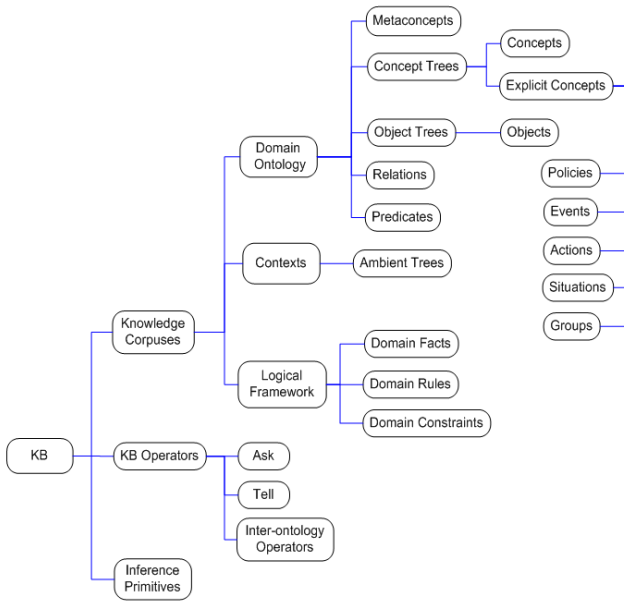 Metaconcepts
Concepts
Concept Trees
Explicit Concepts
Object Trees
Objects
Domain
Ontology
Relations
Policies
Predicates
Events
Actions
Contexts
Ambient Trees
Situations
Knowledge
Corpuses
Groups
Domain Facts
Logical
Framework
Domain Rules
Domain Constraints
KB
KB Operators
Ask
Tell
Inter-ontology
Operators
Inference
Primitives